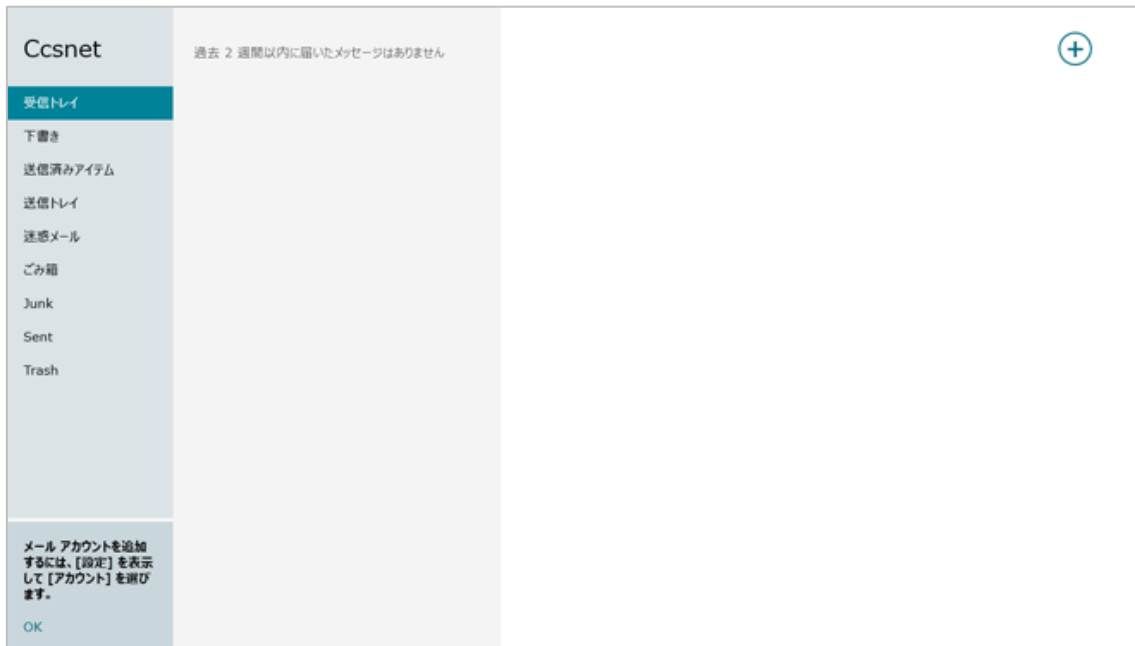 Ccsnet
受信トレイ
下書き
送信済みアイテム
送信トレイ
迷惑メール
ごみ箱
Junk
Sent
Trash
メール アカウントを追加
するには、[設定] を表示
して [アカウント] を選び
ます。
OK
過去 2 週間以内に届いたメッセージはありません